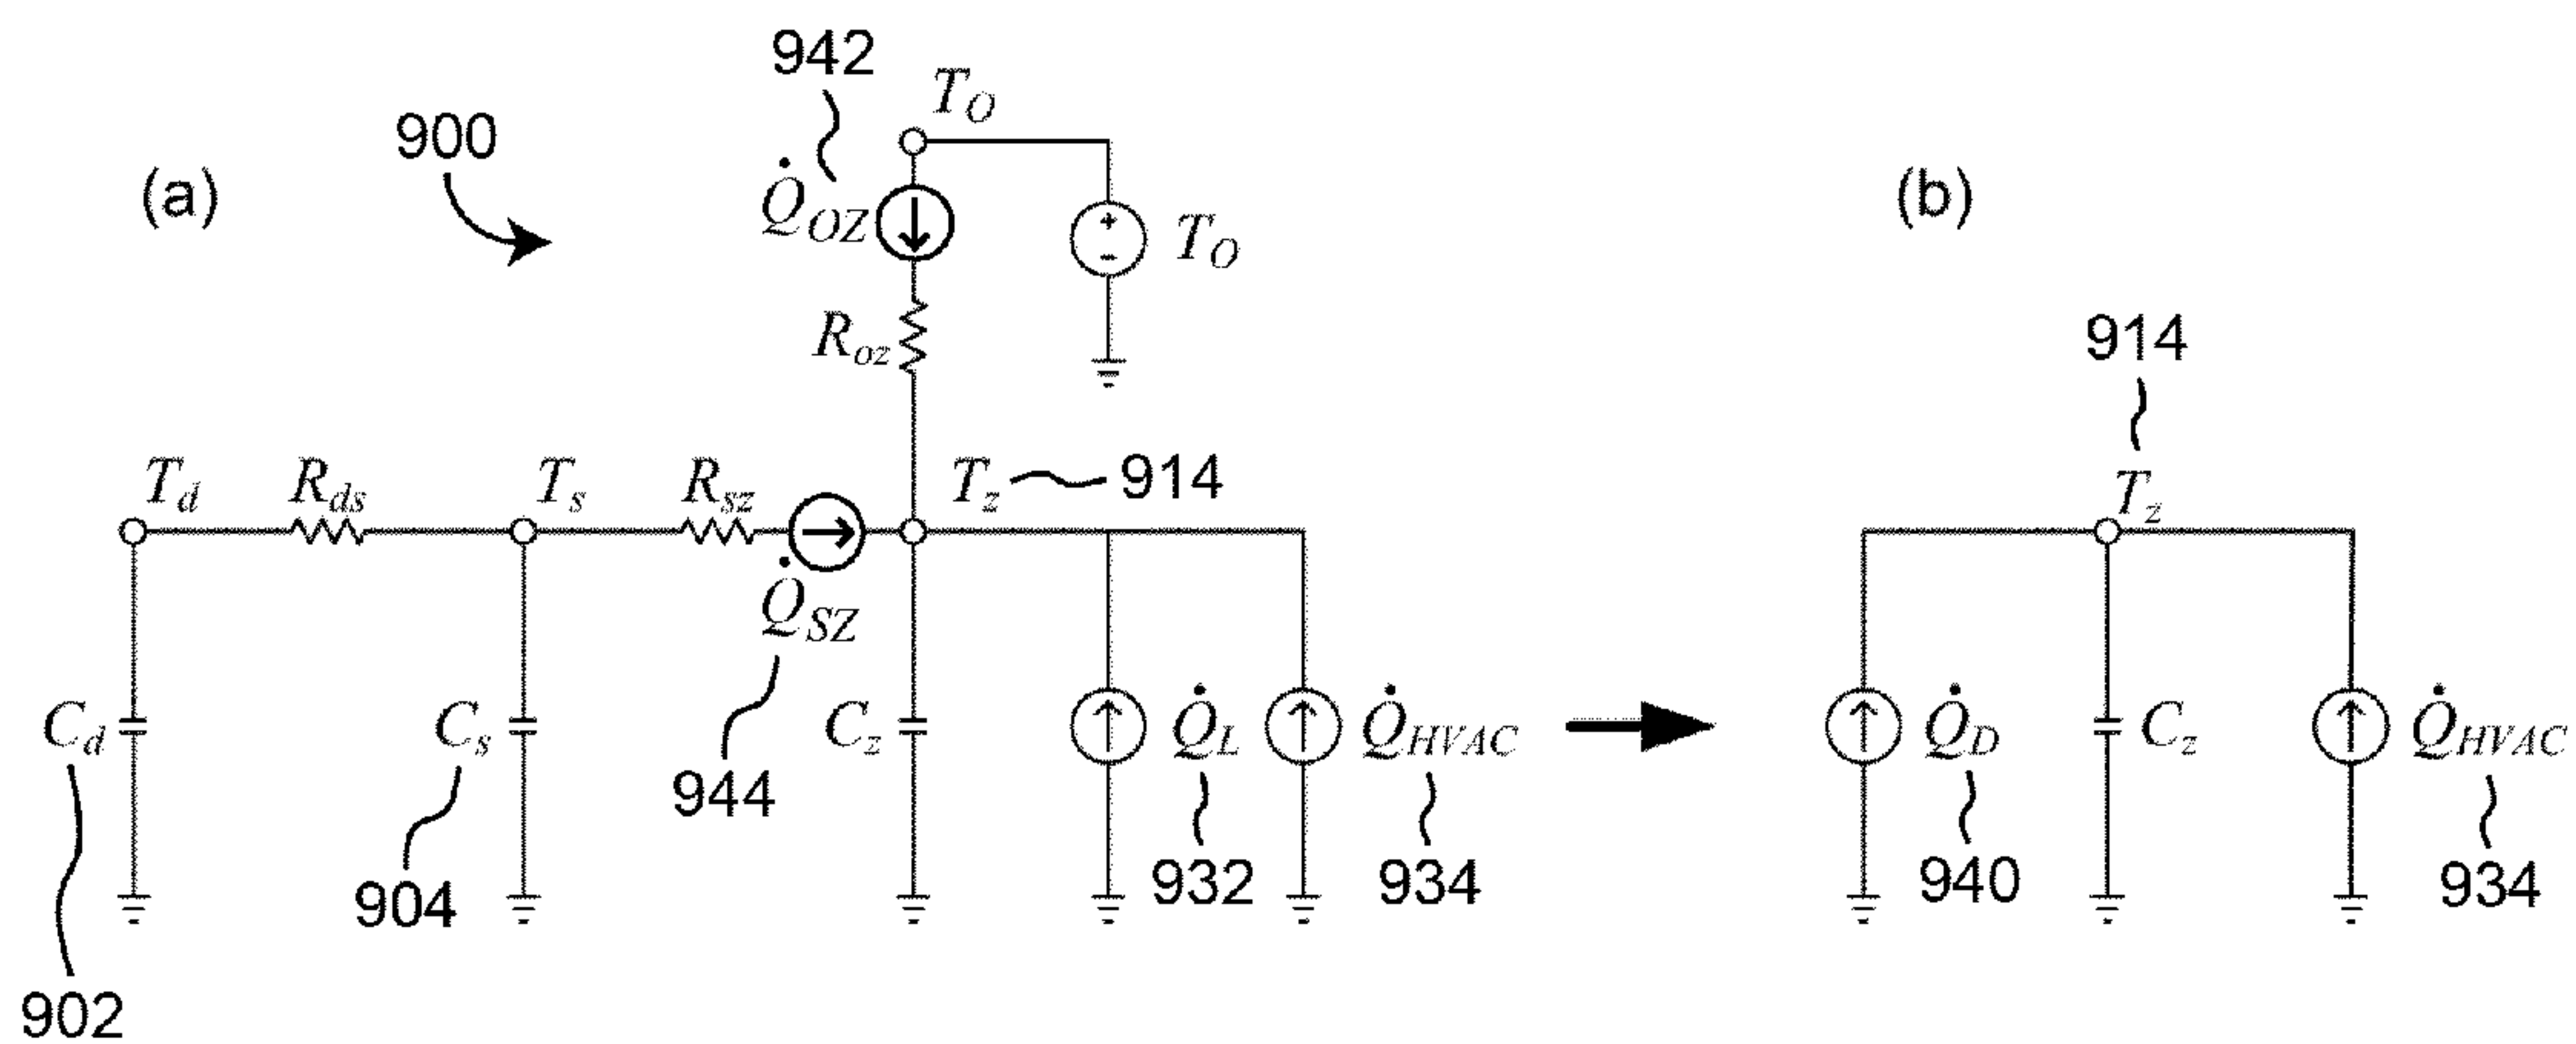 942
T_O
900
(a)
Q̇_OZ
T_O
(b)
R_oz
914
T_d
R_ds
T_s
R_sz
T_z
914
T_z
Q̇_SZ
C_d
C_s
C_z
Q̇_L
Q̇_HVAC
Q̇_D
C_z
Q̇_HVAC
944
932
934
940
934
904
902